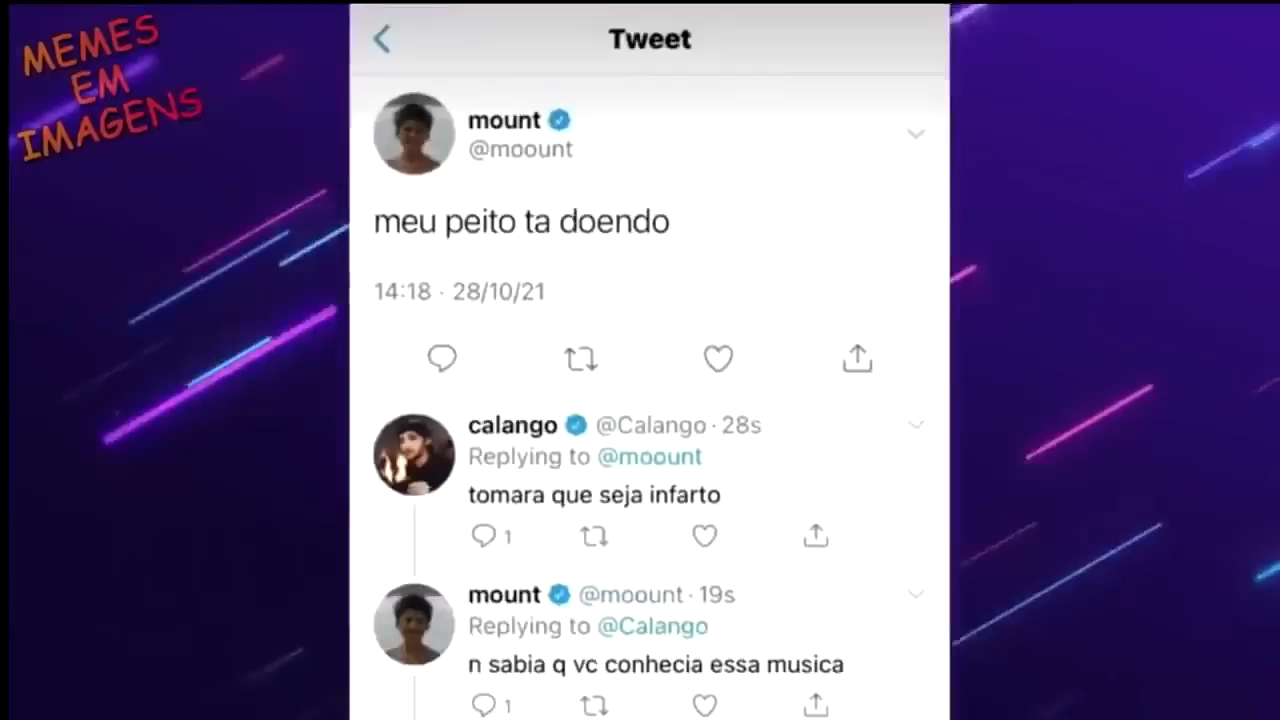 MEMES
EM
IMAGENS
Tweet
mount
@moount
meu peito ta doendo
14:18 · 28/10/21
calango @Calango · 28s
Replying to @moount
tomara que seja infarto
1
mount @moount · 19s
Replying to @Calango
n sabia q vc conhecia essa musica
1